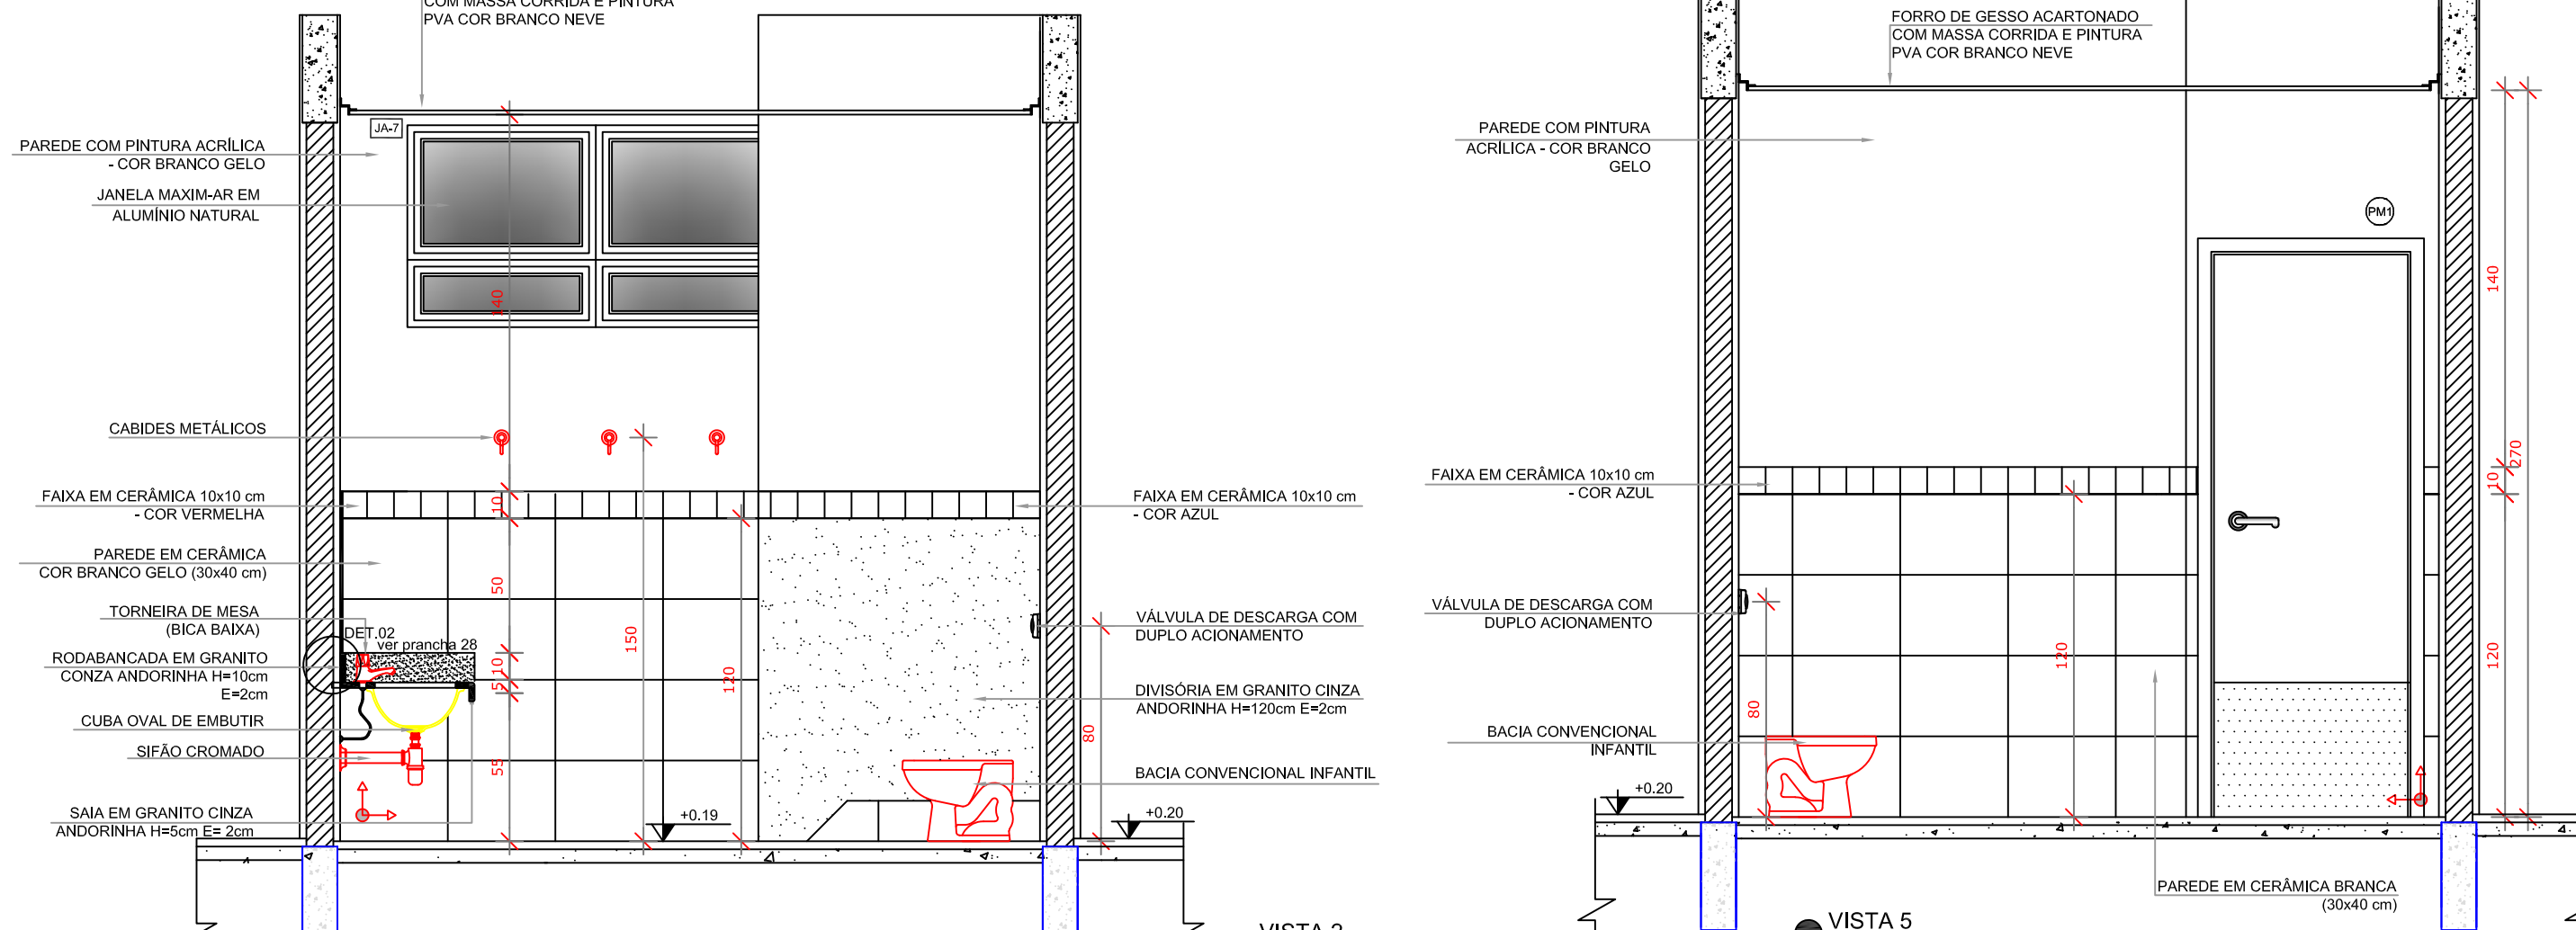 COM MASSA CORRIDA E PINTURA
PVA COR BRANCO NEVE
JA-7
PAREDE COM PINTURA ACRÍLICA
- COR BRANCO GELO
JANELA MAXIM-AR EM
ALUMÍNIO NATURAL
140
CABIDES METÁLICOS
FAIXA EM CERÂMICA 10x10 cm
- COR VERMELHA
10
FAIXA EM CERÂMICA 10x10 cm
- COR AZUL
PAREDE EM CERÂMICA
COR BRANCO GELO (30x40 cm)
50
TORNEIRA DE MESA
(BICA BAIXA)
DET.02
ver prancha 28
150
VÁLVULA DE DESCARGA COM
DUPLO ACIONAMENTO
RODABANCADA EM GRANITO
CONZA ANDORINHA H=10cm
E=2cm
10
5
120
DIVISÓRIA EM GRANITO CINZA
ANDORINHA H=120cm E=2cm
CUBA OVAL DE EMBUTIR
80
SIFÃO CROMADO
55
BACIA CONVENCIONAL INFANTIL
SAIA EM GRANITO CINZA
ANDORINHA H=5cm E= 2cm
+0.19
+0.20
FORRO DE GESSO ACARTONADO
COM MASSA CORRIDA E PINTURA
PVA COR BRANCO NEVE
PAREDE COM PINTURA
ACRÍLICA - COR BRANCO
GELO
PM1
140
270
FAIXA EM CERÂMICA 10x10 cm
- COR AZUL
10
VÁLVULA DE DESCARGA COM
DUPLO ACIONAMENTO
120
120
80
BACIA CONVENCIONAL
INFANTIL
+0.20
PAREDE EM CERÂMICA BRANCA
(30x40 cm)
VISTA 5